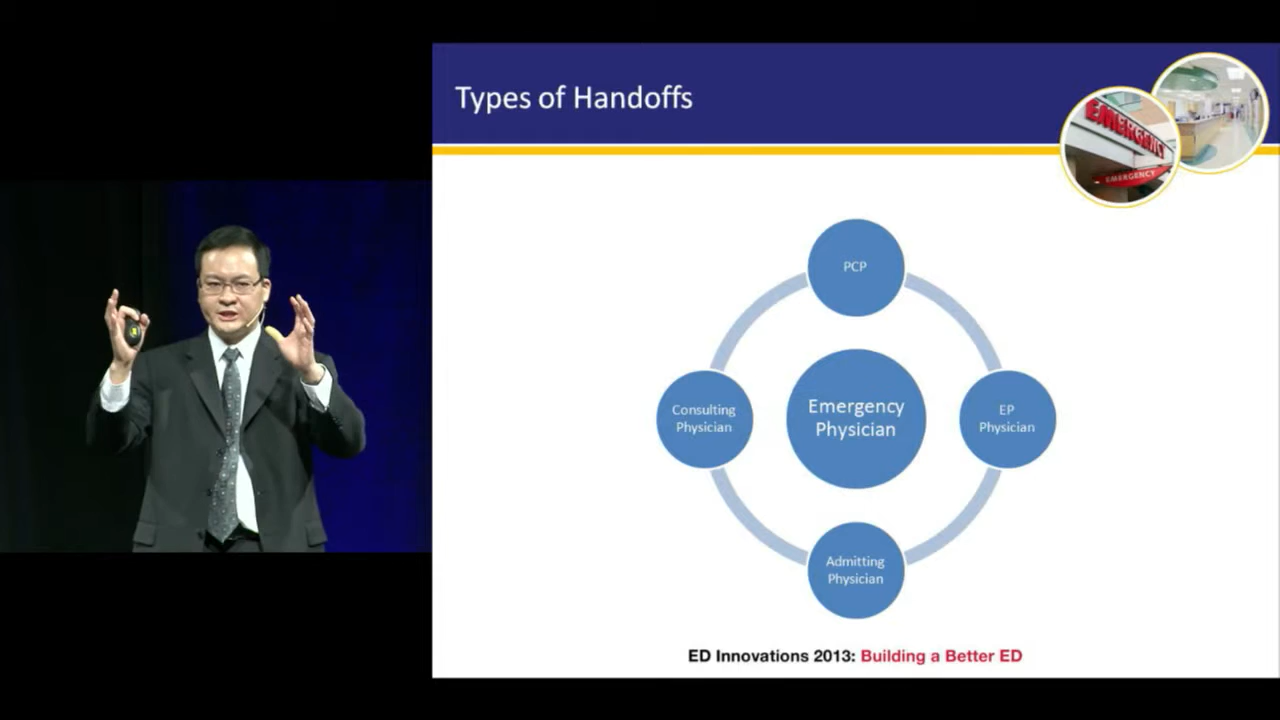 Types of Handoffs
EMERGENCY
EMERGENCY
PCP
Consulting
Physician
Emergency
Physician
EP
Physician
Admitting
Physician
ED Innovations 2013: Building a Better ED